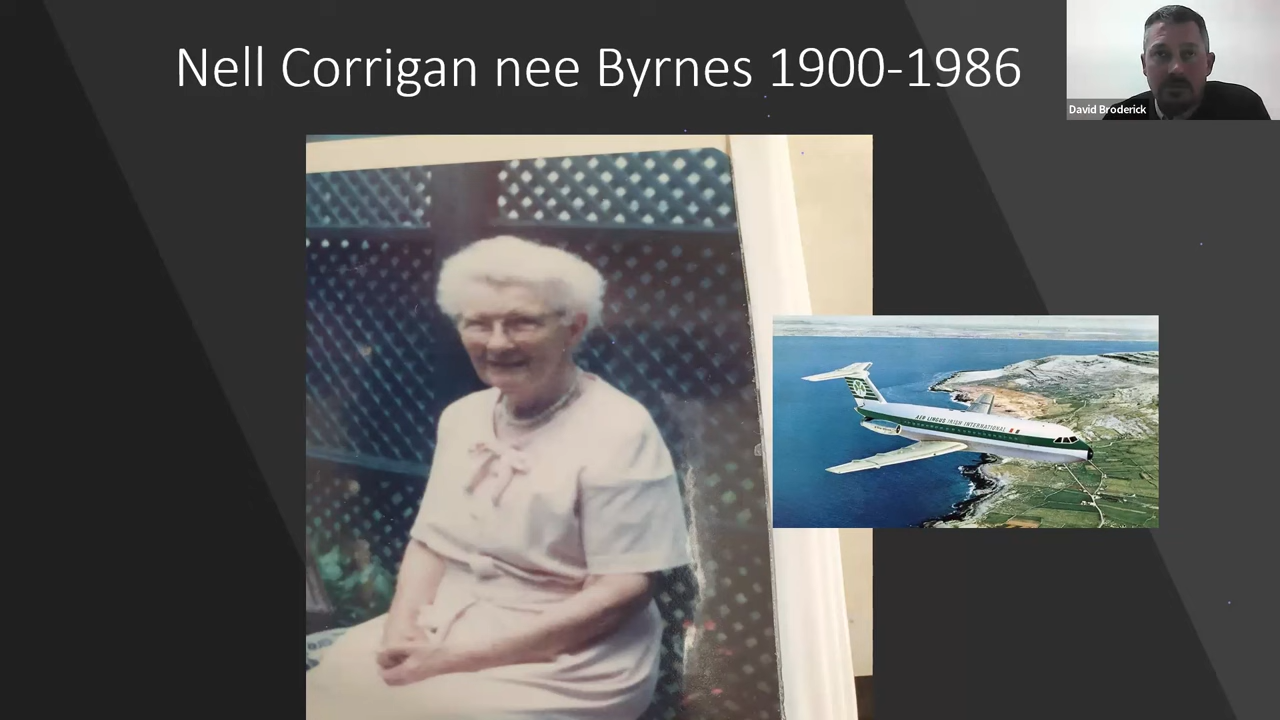 Nell Corrigan nee Byrnes 1900-1986
David Broderick
AER LINGUS IRISH INTERNATIONAL